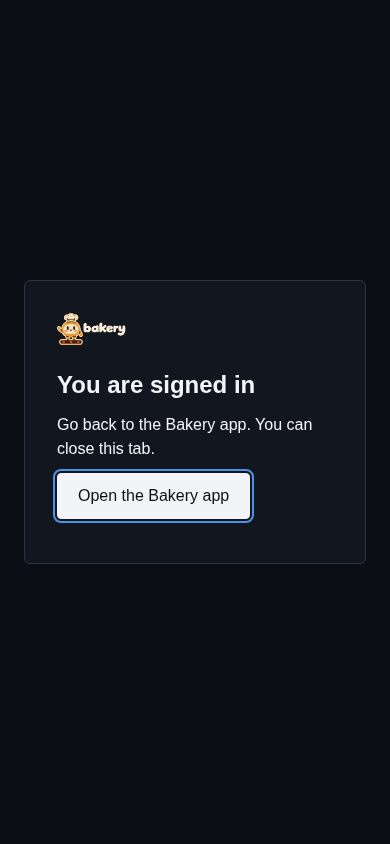 bakery
You are signed in
Go back to the Bakery app. You can
close this tab.
Open the Bakery app